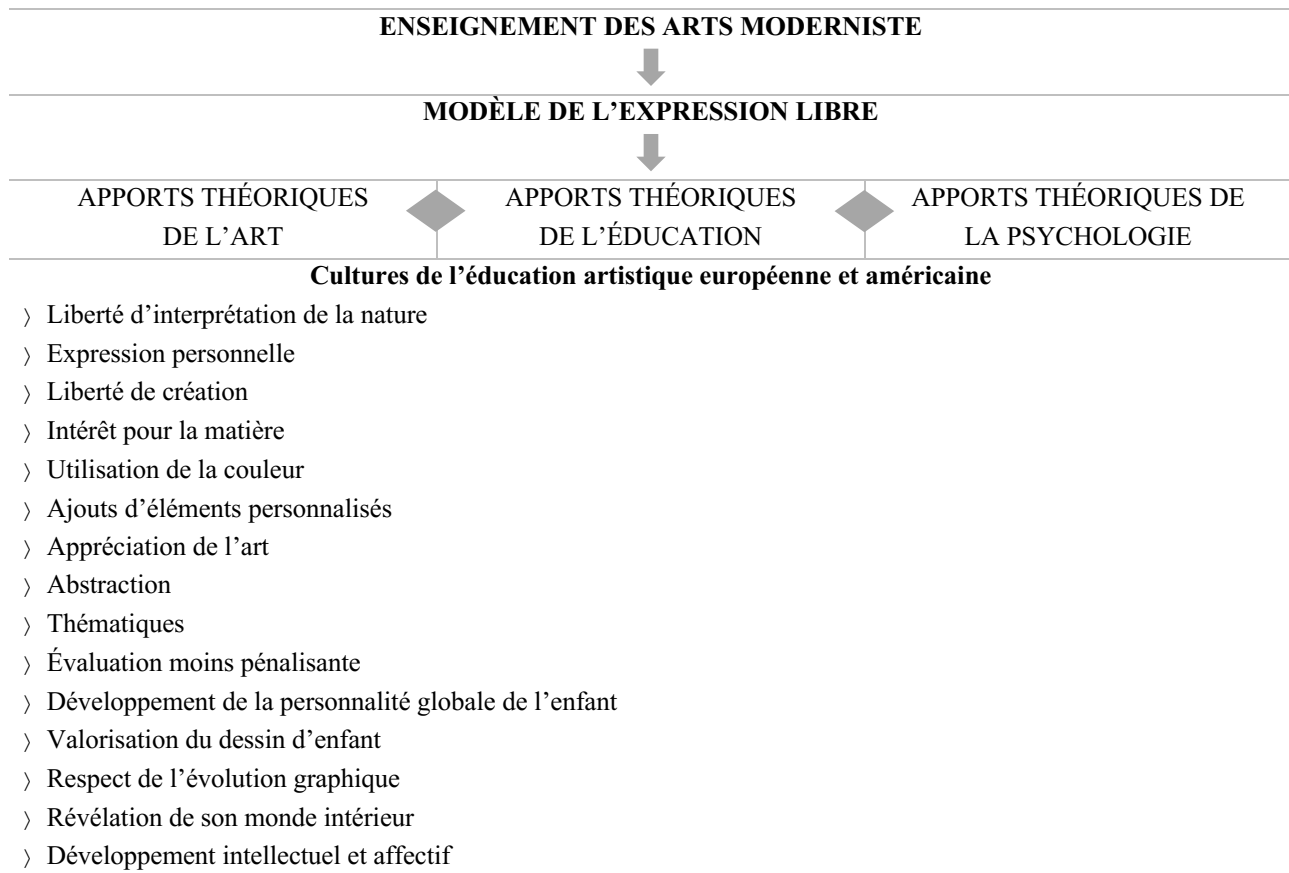 ENSEIGNEMENT DES ARTS MODERNISTE
MODÈLE DE L’EXPRESSION LIBRE
APPORTS THÉORIQUES DE L’ART
APPORTS THÉORIQUES DE L’ÉDUCATION
APPORTS THÉORIQUES DE LA PSYCHOLOGIE
Cultures de l’éducation artistique européenne et américaine
〉 Liberté d’interprétation de la nature
〉 Expression personnelle
〉 Liberté de création
〉 Intérêt pour la matière
〉 Utilisation de la couleur
〉 Ajouts d’éléments personnalisés
〉 Appréciation de l’art
〉 Abstraction
〉 Thématiques
〉 Évaluation moins pénalisante
〉 Développement de la personnalité globale de l’enfant
〉 Valorisation du dessin d’enfant
〉 Respect de l’évolution graphique
〉 Révélation de son monde intérieur
〉 Développement intellectuel et affectif